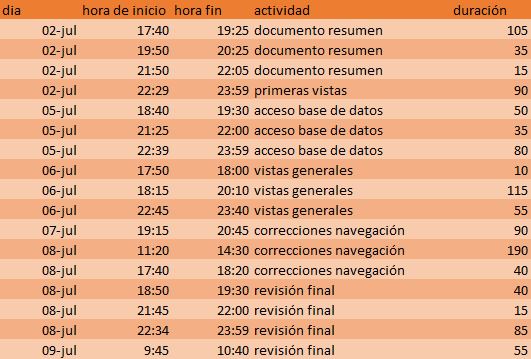 dia hora de inicio hora fin actividad duración
02-jul 17:40 19:25 documento resumen 105
02-jul 19:50 20:25 documento resumen 35
02-jul 21:50 22:05 documento resumen 15
02-jul 22:29 23:59 primeras vistas 90
05-jul 18:40 19:30 acceso base de datos 50
05-jul 21:25 22:00 acceso base de datos 35
05-jul 22:39 23:59 acceso base de datos 80
06-jul 17:50 18:00 vistas generales 10
06-jul 18:15 20:10 vistas generales 115
06-jul 22:45 23:40 vistas generales 55
07-jul 19:15 20:45 correcciones navegación 90
08-jul 11:20 14:30 correcciones navegación 190
08-jul 17:40 18:20 correcciones navegación 40
08-jul 18:50 19:30 revisión final 40
08-jul 21:45 22:00 revisión final 15
08-jul 22:34 23:59 revisión final 85
09-jul 9:45 10:40 revisión final 55